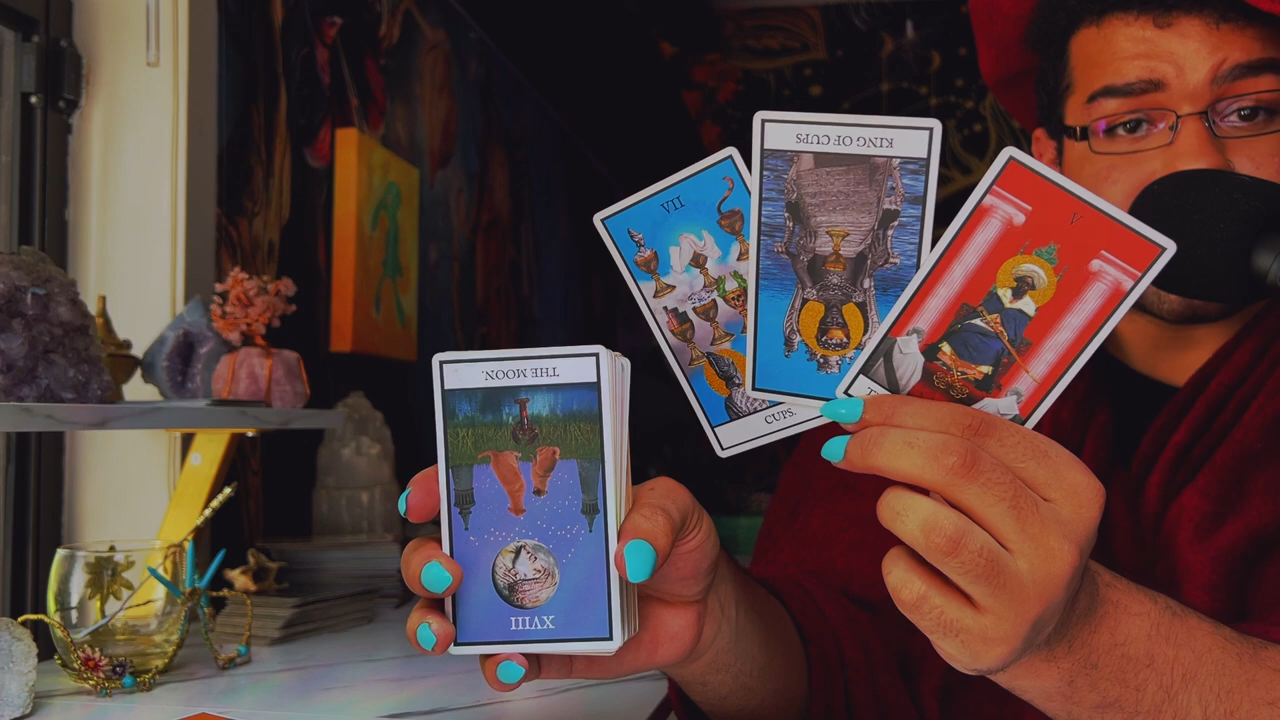 VII
CUPS.
KING OF CUPS
V
THE MOON.
XVIII